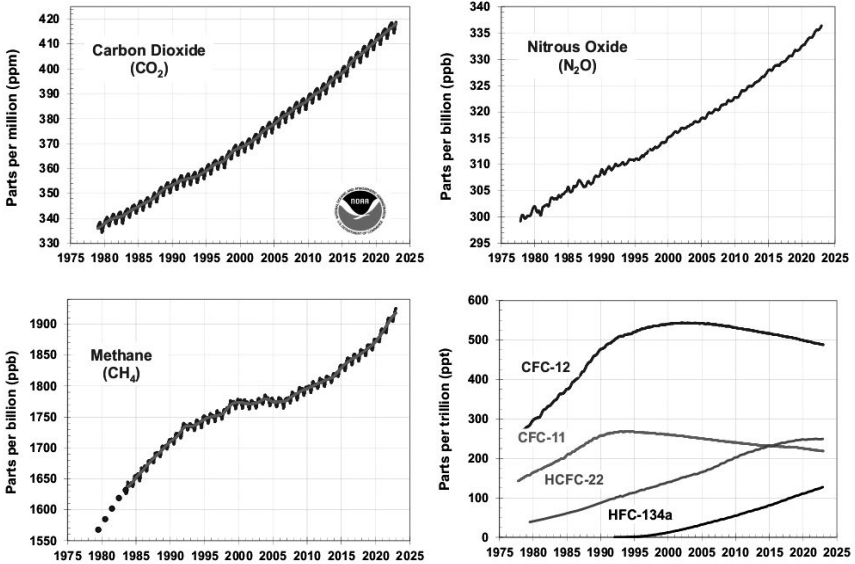 Carbon Dioxide
(CO₂)
Parts per million (ppm)
420
410
400
390
380
370
360
350
340
330
1975 1980 1985 1990 1995 2000 2005 2010 2015 2020 2025
NOAA
Nitrous Oxide
(N₂O)
Parts per billion (ppb)
340
335
330
325
320
315
310
305
300
295
1975 1980 1985 1990 1995 2000 2005 2010 2015 2020 2025
Methane
(CH₄)
Parts per billion (ppb)
1900
1850
1800
1750
1700
1650
1600
1550
1975 1980 1985 1990 1995 2000 2005 2010 2015 2020 2025
Parts per trillion (ppt)
600
500
400
300
200
100
0
CFC-12
CFC-11
HCFC-22
HFC-134a
1975 1980 1985 1990 1995 2000 2005 2010 2015 2020 2025